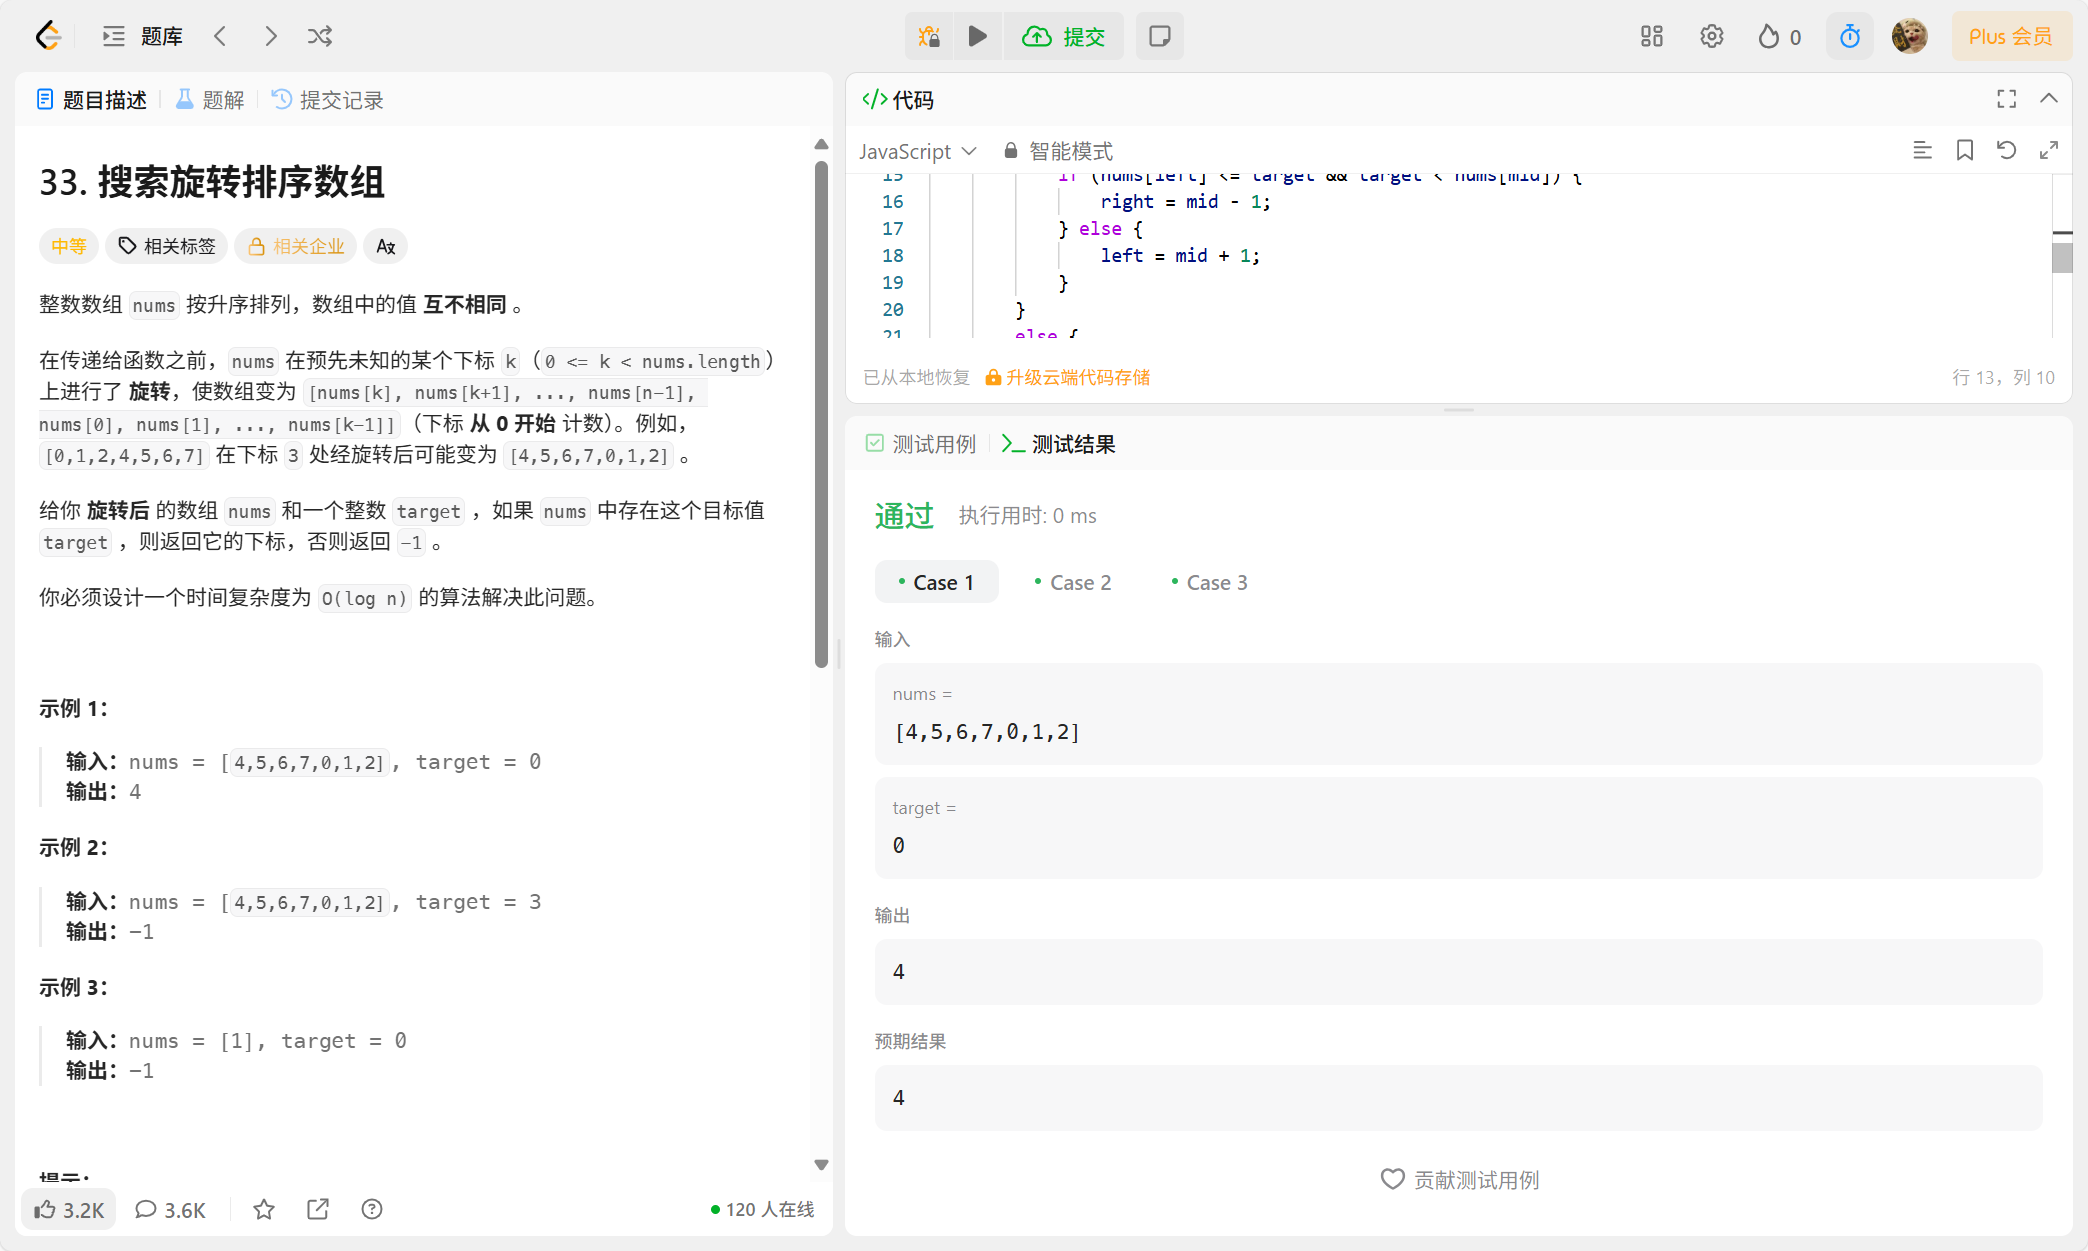 题库
提交
0
Plus 会员
题目描述
题解
提交记录
33. 搜索旋转排序数组
中等
相关标签
相关企业
整数数组 nums 按升序排列，数组中的值 互不相同 。
在传递给函数之前，nums 在预先未知的某个下标 k（0 <= k < nums.length）
上进行了 旋转，使数组变为 [nums[k], nums[k+1], ..., nums[n-1],
nums[0], nums[1], ..., nums[k-1]]（下标 从 0 开始 计数）。例如，
[0,1,2,4,5,6,7] 在下标 3 处经旋转后可能变为 [4,5,6,7,0,1,2] 。
给你 旋转后 的数组 nums 和一个整数 target ，如果 nums 中存在这个目标值
target ，则返回它的下标，否则返回 -1 。
你必须设计一个时间复杂度为 O(log n) 的算法解决此问题。
示例 1：
输入：nums = [4,5,6,7,0,1,2], target = 0
输出：4
示例 2：
输入：nums = [4,5,6,7,0,1,2], target = 3
输出：-1
示例 3：
输入：nums = [1], target = 0
输出：-1
提示：
3.2K
3.6K
120 人在线
代码
JavaScript
智能模式
15 if (nums[left] <= target && target < nums[mid]) {
16 right = mid - 1;
17 } else {
18 left = mid + 1;
19 }
20 }
21 else {
已从本地恢复
升级云端代码存储
行 13，列 10
测试用例
测试结果
通过
执行用时: 0 ms
Case 1
Case 2
Case 3
输入
nums =
[4,5,6,7,0,1,2]
target =
0
输出
4
预期结果
4
贡献测试用例